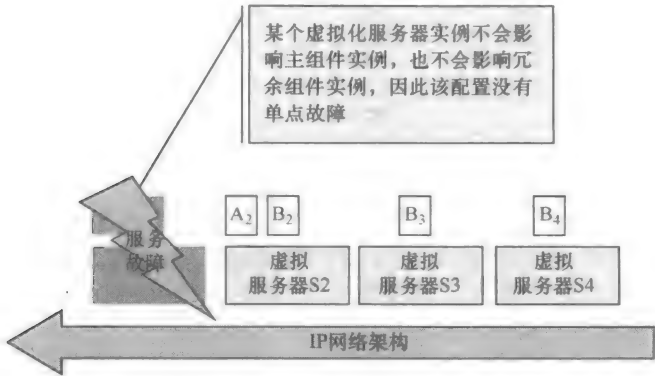 某个虚拟化服务器实例不会影
响主组件实例，也不会影响冗
余组件实例，因此该配置没有
单点故障
服务
故障
A₂ B₂ B₃ B₄
虚拟 虚拟 虚拟
服务器S2 服务器S3 服务器S4
IP网络架构